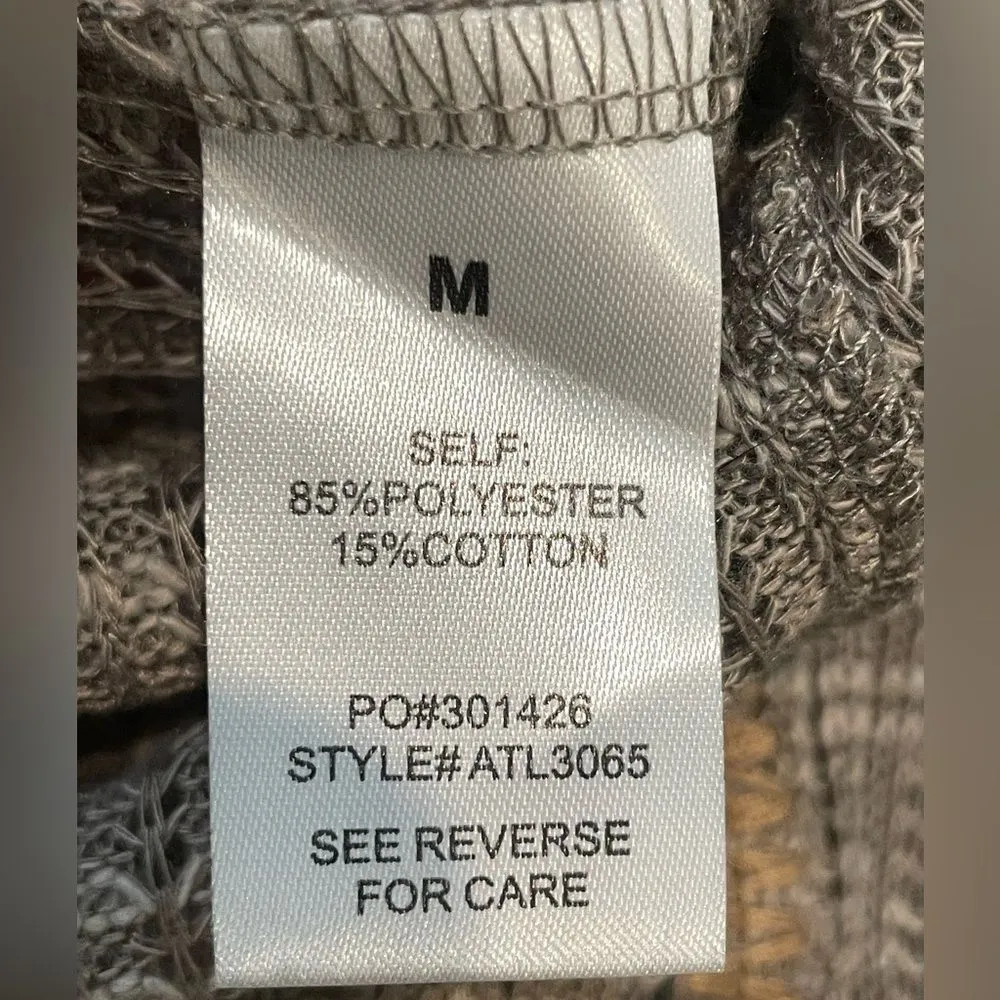 M
SELF:
85%POLYESTER
15%COTTON
PO#301426
STYLE#ATL3065
SEE REVERSE
FOR CARE